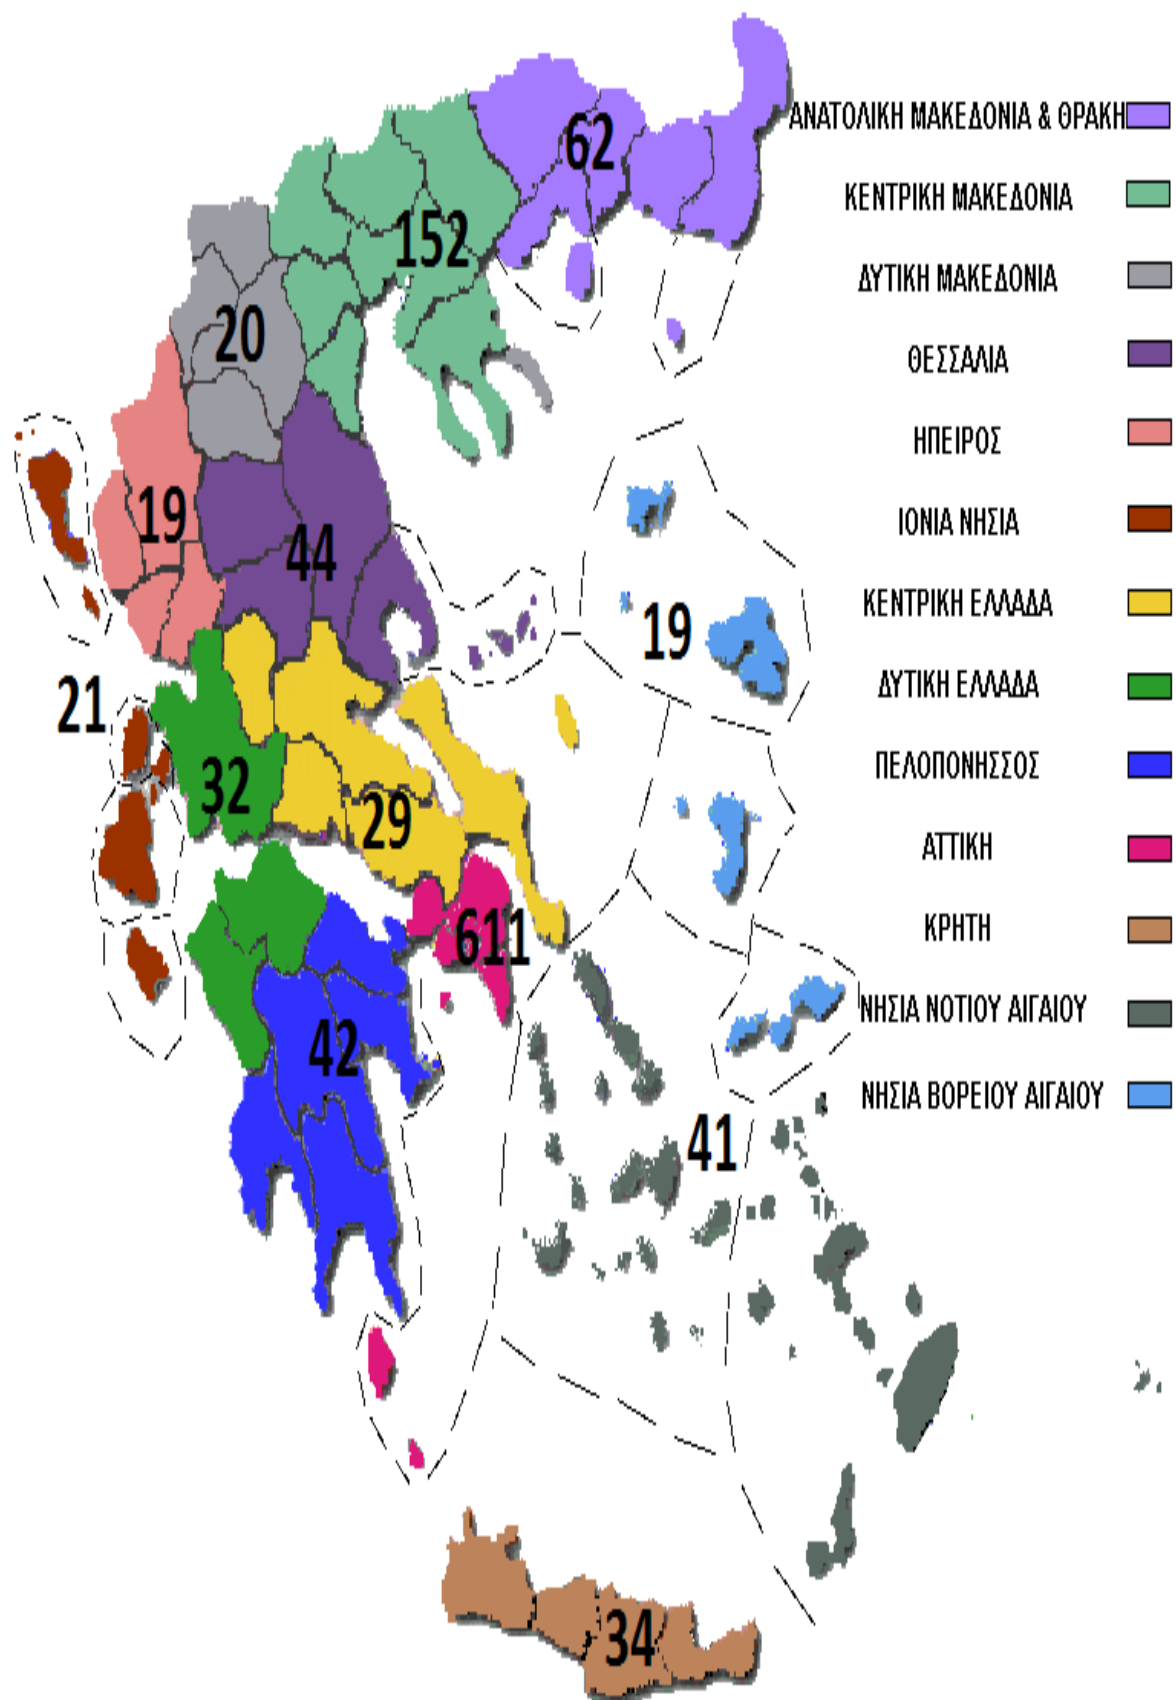 ΑΝΑΤΟΛΙΚΗ ΜΑΚΕΔΟΝΙΑ & ΘΡΑΚΗ
62
ΚΕΝΤΡΙΚΗ ΜΑΚΕΔΟΝΙΑ
152
ΔΥΤΙΚΗ ΜΑΚΕΔΟΝΙΑ
20
ΘΕΣΣΑΛΙΑ
ΗΠΕΙΡΟΣ
19
ΙΟΝΙΑ ΝΗΣΙΑ
44
ΚΕΝΤΡΙΚΗ ΕΛΛΑΔΑ
19
ΔΥΤΙΚΗ ΕΛΛΑΔΑ
21
ΠΕΛΟΠΟΝΗΣΣΟΣ
32
29
ΑΤΤΙΚΗ
ΚΡΗΤΗ
611
ΝΗΣΙΑ ΝΟΤΙΟΥ ΑΙΓΑΙΟΥ
42
ΝΗΣΙΑ ΒΟΡΕΙΟΥ ΑΙΓΑΙΟΥ
41
34